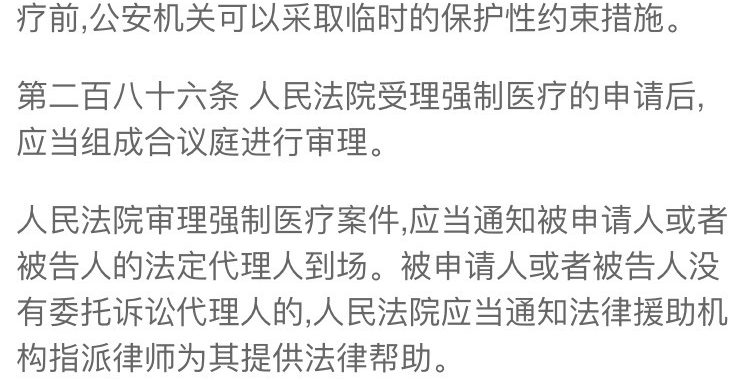 疗前,公安机关可以采取临时的保护性约束措施。
第二百八十六条 人民法院受理强制医疗的申请后,
应当组成合议庭进行审理。
人民法院审理强制医疗案件,应当通知被申请人或者
被告人的法定代理人到场。被申请人或者被告人没
有委托诉讼代理人的,人民法院应当通知法律援助机
构指派律师为其提供法律帮助。